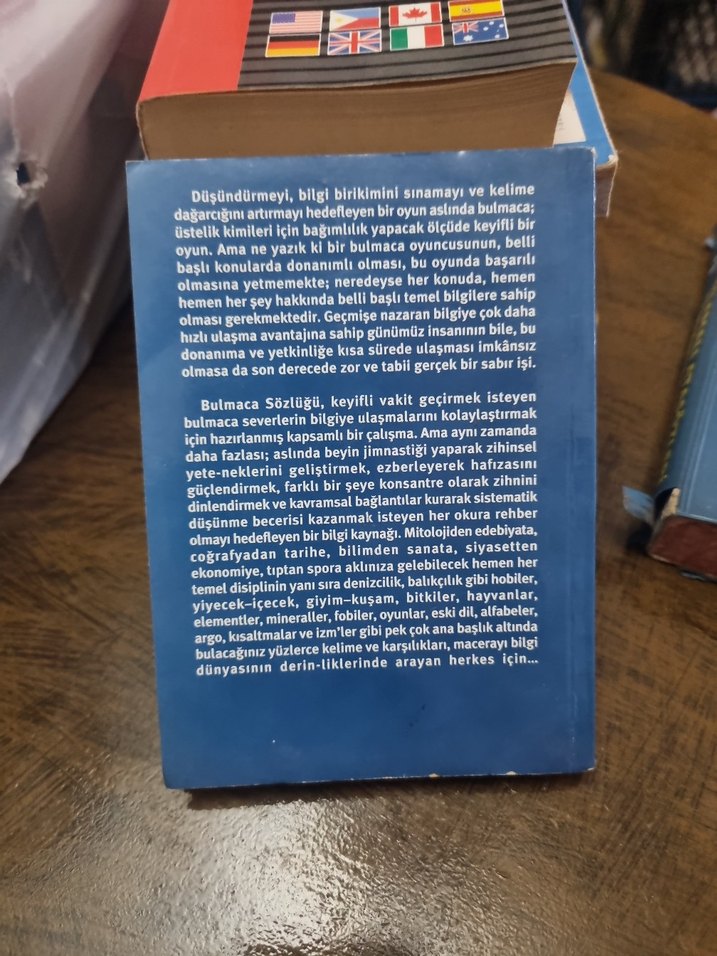 Düşündürmeyi, bilgi birikimini sınamayı ve kelime
dağarcığını artırmayı hedefleyen bir oyun aslında bulmaca;
üstelik kimileri için bağımlılık yapacak ölçüde keyifli bir
oyun. Ama ne yazık ki bir bulmaca oyuncusunun, belli
başlı konularda donanımlı olması, bu oyunda başarılı
olmasına yetmemekte; neredeyse her konuda, hemen
hemen her şey hakkında belli başlı temel bilgilere sahip
olması gerekmektedir. Geçmişe nazaran bilgiye çok daha
hızlı ulaşma avantajına sahip günümüz insanının bile, bu
donanıma ve yetkinliğe kısa sürede ulaşması imkânsız
olmasa da son derecede zor ve tabii gerçek bir sabır işi.
Bulmaca Sözlüğü, keyifli vakit geçirmek isteyen
bulmaca severlerin bilgiye ulaşmalarını kolaylaştırmak
için hazırlanmış kapsamlı bir çalışma. Ama aynı zamanda
daha fazlası; aslında beyin jimnastiği yaparak zihinsel
yete-neklerini geliştirmek, ezberleyerek hafızasını
güçlendirmek, farklı bir şeye konsantre olarak zihnini
dinlendirmek ve kavramsal bağlantılar kurarak sistematik
düşünme becerisi kazanmak isteyen her okura rehber
olmayı hedefleyen bir bilgi kaynağı. Mitolojiden edebiyata,
coğrafyadan tarihe, bilimden sanata, siyasetten
ekonomiye, tıptan spora aklınıza gelebilecek hemen her
temel disiplinin yanı sıra denizcilik, balıkçılık gibi hobiler,
yiyecek–içecek, giyim–kuşam, bitkiler, hayvanlar,
elementler, mineraller, fobiler, oyunlar, eski dil, alfabeler,
argo, kısaltmalar ve izm'ler gibi pek çok ana başlık altında
bulacağınız yüzlerce kelime ve karşılıkları, macerayı bilgi
dünyasının derin-liklerinde arayan herkes için...